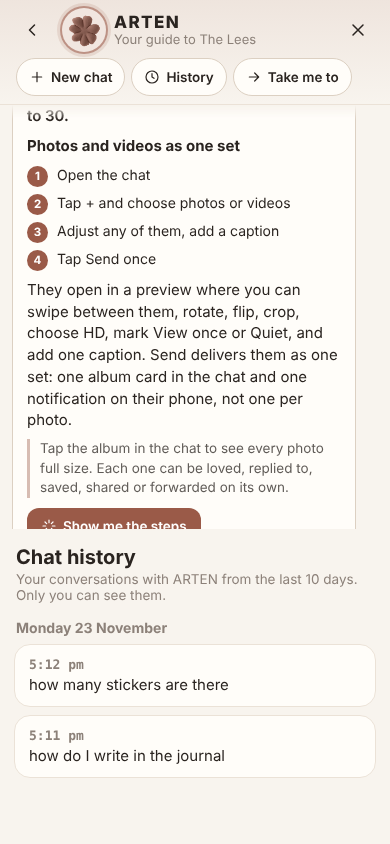 ARTEN
Your guide to The Lees
New chat
History
Take me to
to 30.
Photos and videos as one set
1 Open the chat
2 Tap + and choose photos or videos
3 Adjust any of them, add a caption
4 Tap Send once
They open in a preview where you can
swipe between them, rotate, flip, crop,
choose HD, mark View once or Quiet, and
add one caption. Send delivers them as one
set: one album card in the chat and one
notification on their phone, not one per
photo.
Tap the album in the chat to see every photo
full size. Each one can be loved, replied to,
saved, shared or forwarded on its own.
Show me the steps
Chat history
Your conversations with ARTEN from the last 10 days.
Only you can see them.
Monday 23 November
5:12 pm
how many stickers are there
5:11 pm
how do I write in the journal